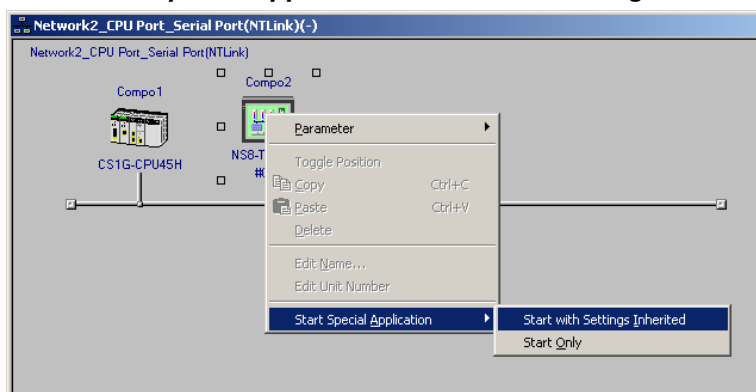 Network2_CPU Port_Serial Port(NTLink)(-)
Network2_CPU Port_Serial Port(NTLink)
Compo1
Compo2
CS1G-CPU45H
NS8-T
Parameter
Toggle Position
Copy Ctrl+C
Paste Ctrl+V
Delete
Edit Name...
Edit Unit Number
Start Special Application
Start with Settings Inherited
Start Only